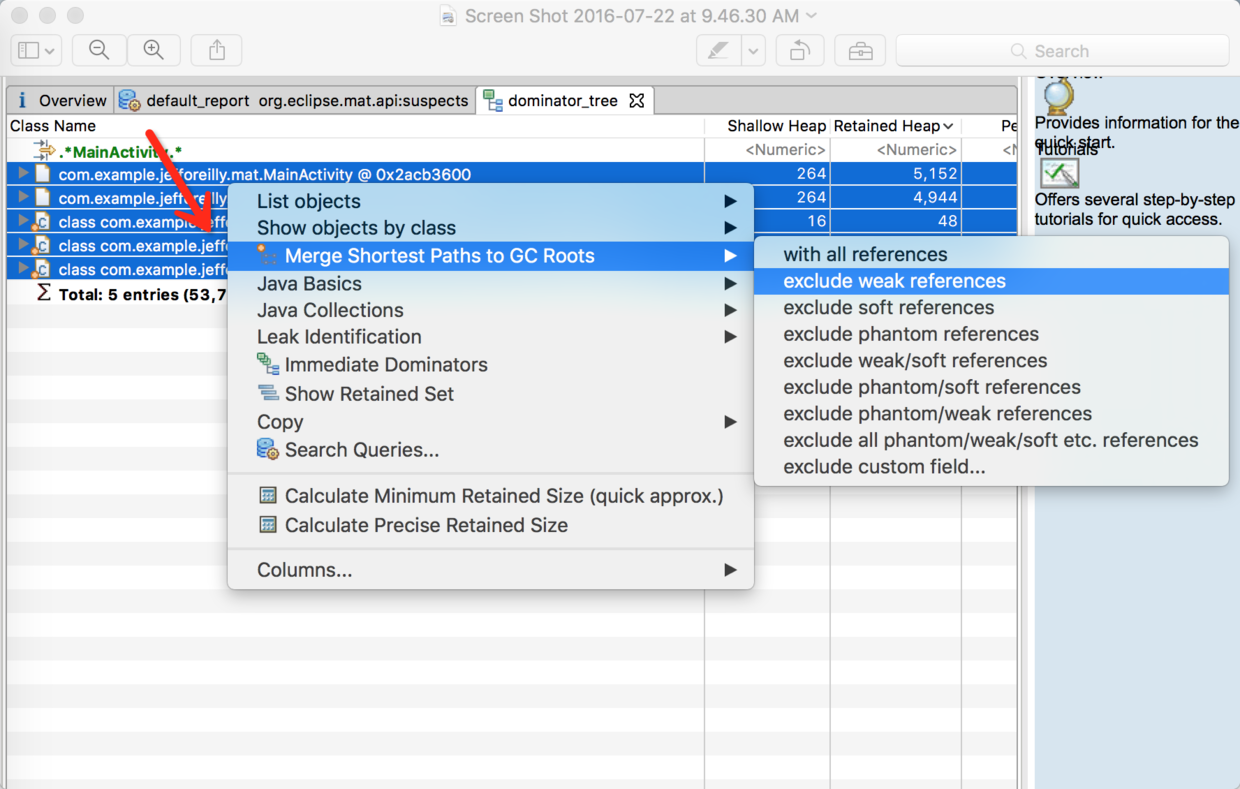 Screen Shot 2016-07-22 at 9.46.30 AM
Search
Overview
default_report org.eclipse.mat.api:suspects
dominator_tree
Class Name
Shallow Heap
Retained Heap
.*MainActivity.*
<Numeric>
<Numeric>
com.example.jefforeilly.mat.MainActivity @ 0x2acb3600
264
5,152
com.example.jefforeilly
264
4,944
class com.example.jeffo
16
48
class com.example.jeff
class com.example.jeff
Σ Total: 5 entries (53,7
List objects
Show objects by class
Merge Shortest Paths to GC Roots
Java Basics
Java Collections
Leak Identification
Immediate Dominators
Show Retained Set
Copy
Search Queries...
Calculate Minimum Retained Size (quick approx.)
Calculate Precise Retained Size
Columns...
with all references
exclude weak references
exclude soft references
exclude phantom references
exclude weak/soft references
exclude phantom/soft references
exclude phantom/weak references
exclude all phantom/weak/soft etc. references
exclude custom field...
Provides information for the
quick start.
Tutorials
Offers several step-by-step
tutorials for quick access.